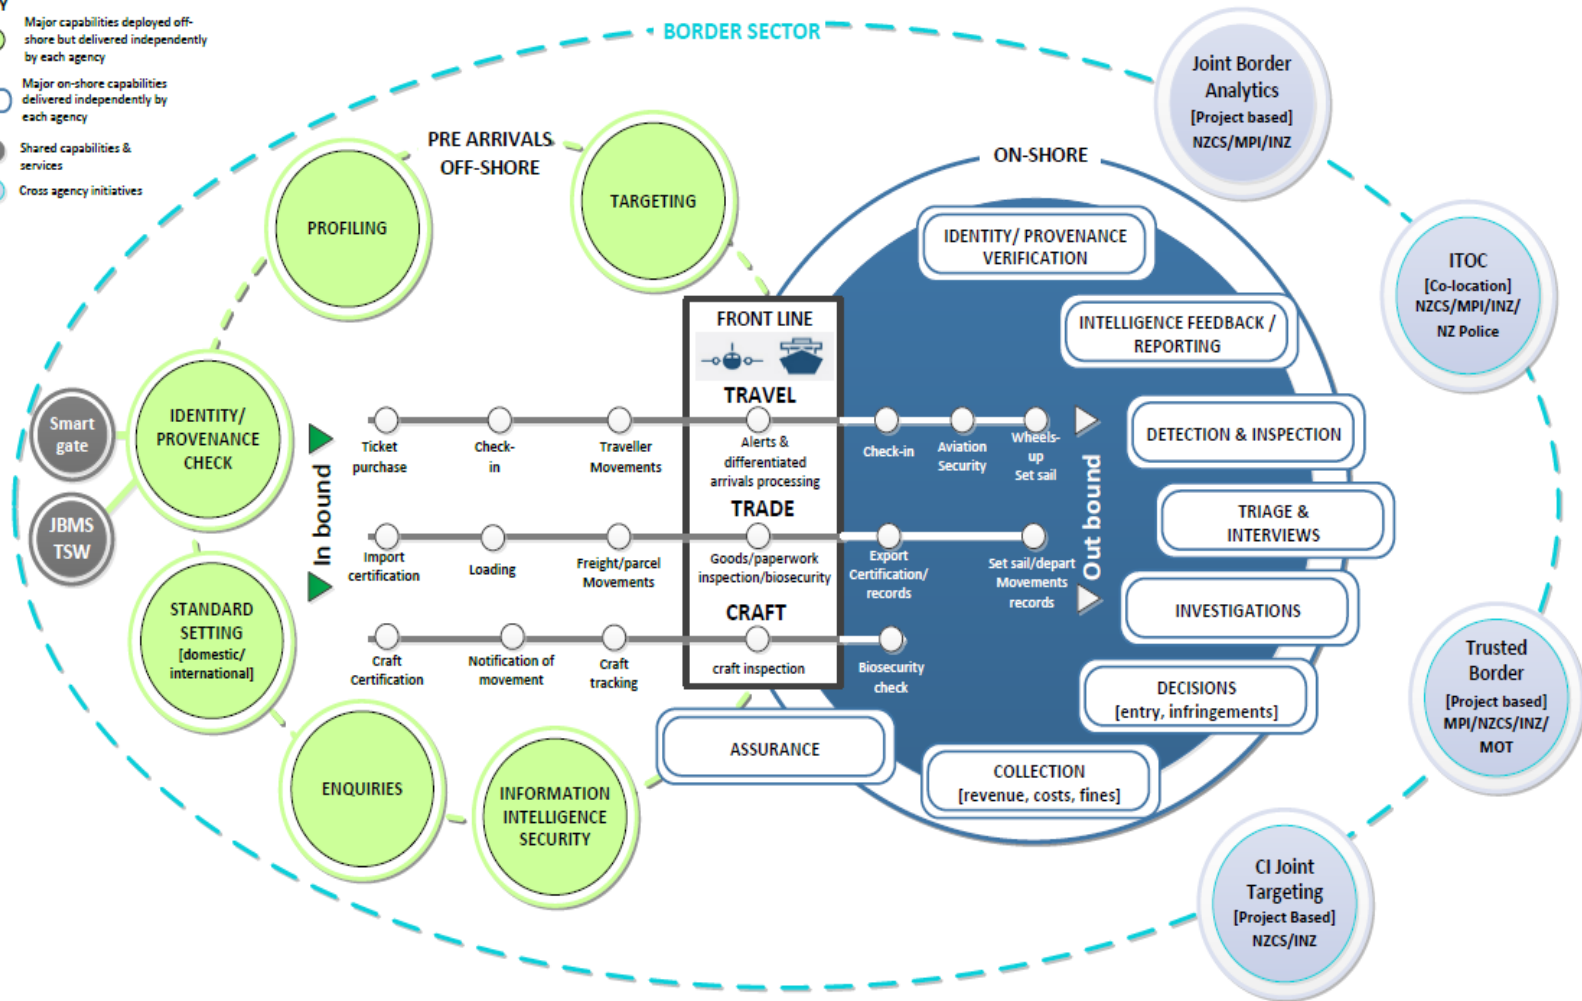 Y
Major capabilities deployed off-
shore but delivered independently
by each agency
Major on-shore capabilities
delivered independently by
each agency
Shared capabilities &
services
Cross agency initiatives
BORDER SECTOR
PRE ARRIVALS
OFF-SHORE
ON-SHORE
PROFILING
TARGETING
IDENTITY/
PROVENANCE
CHECK
Smart
gate
JBMS
TSW
STANDARD
SETTING
[domestic/
international]
ENQUIRIES
INFORMATION
INTELLIGENCE
SECURITY
In bound
FRONT LINE
TRAVEL
Ticket
purchase
Check-
in
Traveller
Movements
Alerts &
differentiated
arrivals processing
Check-in
Aviation
Security
Wheels-
up
Set sail
TRADE
Import
certification
Loading
Freight/parcel
Movements
Goods/paperwork
inspection/biosecurity
Export
Certification/
records
Set sail/depart
Movements
records
CRAFT
Craft
Certification
Notification of
movement
Craft
tracking
craft inspection
Biosecurity
check
Out bound
IDENTITY/ PROVENANCE
VERIFICATION
INTELLIGENCE FEEDBACK /
REPORTING
DETECTION & INSPECTION
TRIAGE &
INTERVIEWS
INVESTIGATIONS
DECISIONS
[entry, infringements]
COLLECTION
[revenue, costs, fines]
ASSURANCE
Joint Border
Analytics
[Project based]
NZCS/MPI/INZ
ITOC
[Co-location]
NZCS/MPI/INZ/
NZ Police
Trusted
Border
[Project based]
MPI/NZCS/INZ/
MOT
CI Joint
Targeting
[Project Based]
NZCS/INZ